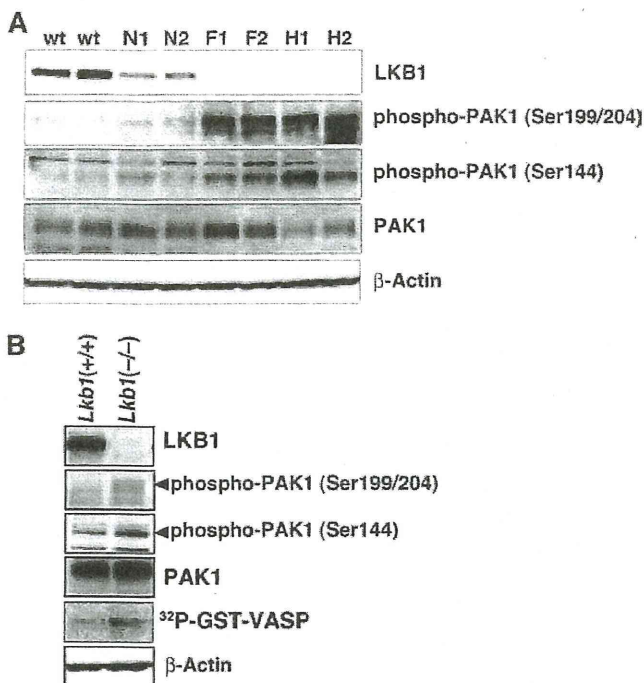 A
wt wt N1 N2 F1 F2 H1 H2
LKB1
phospho-PAK1 (Ser199/204)
phospho-PAK1 (Ser144)
PAK1
β-Actin
B
Lkb1(+/+)
Lkb1(–/–)
LKB1
phospho-PAK1 (Ser199/204)
phospho-PAK1 (Ser144)
PAK1
³²P-GST-VASP
β-Actin